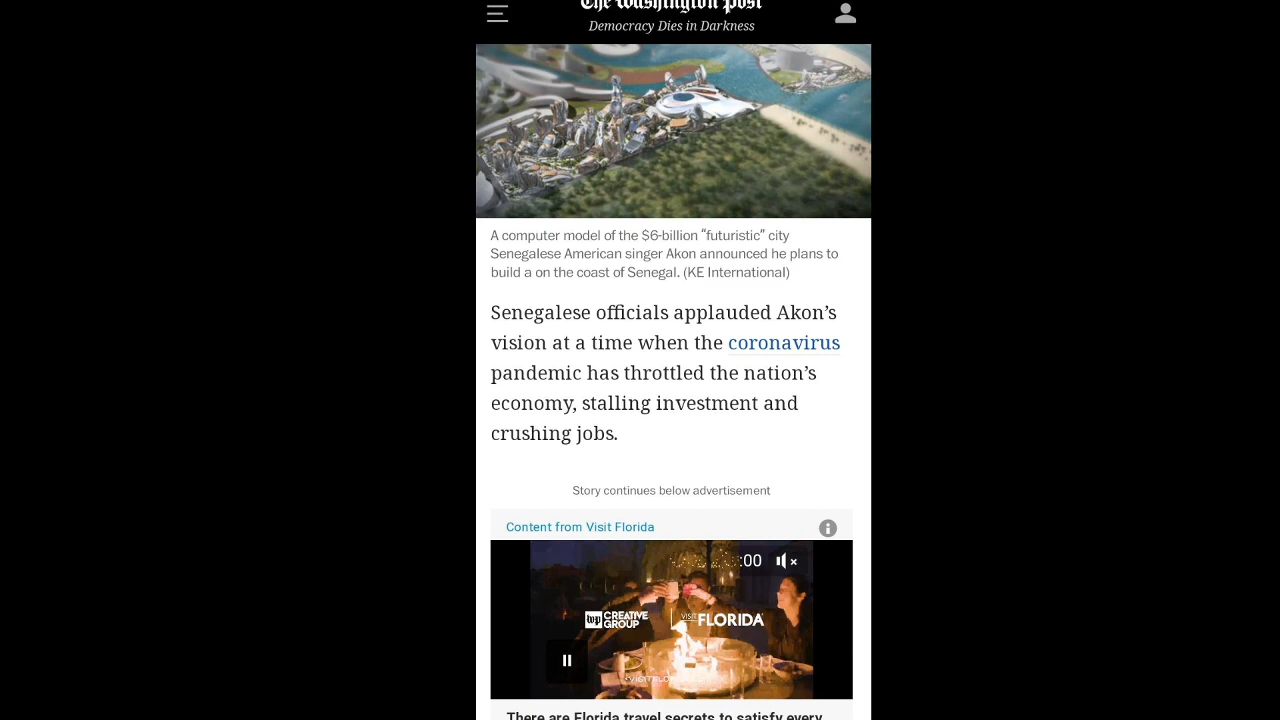 The Washington Post
Democracy Dies in Darkness
A computer model of the $6-billion “futuristic” city
Senegalese American singer Akon announced he plans to
build a on the coast of Senegal. (KE International)
Senegalese officials applauded Akon’s
vision at a time when the coronavirus
pandemic has throttled the nation’s
economy, stalling investment and
crushing jobs.
Story continues below advertisement
Content from Visit Florida
:00
wp CREATIVE GROUP
VISIT FLORIDA
There are Florida travel secrets to satisfy every